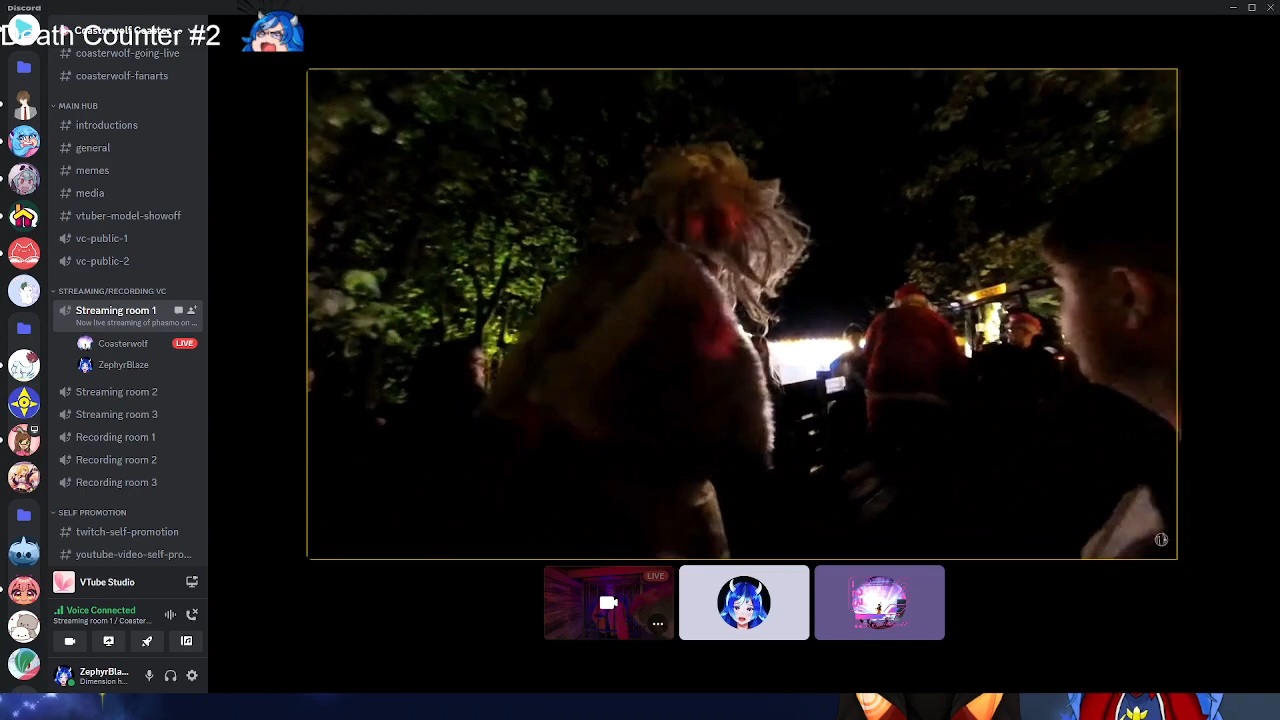 Discord
Death Counter #2
coasterwolf-going-live
coasterwolf-fanarts
MAIN HUB
introductions
general
memes
media
vtuber-model-showoff
vc-public-1
vc-public-2
STREAMING/RECORDING VC
Streaming room 1
Now live streaming of phasmo on ...
Coasterwolf
LIVE
ZephyrBlaze
Streaming room 2
Streaming room 3
Recording room 1
Recording room 2
Recording room 3
SELF PROMOTION
twitch-self-promotion
youtube-video-self-pro...
VTube Studio
Voice Connected
Streaming room 1 / Coaster...
ZephyrBla...
Dimension h...
LIVE